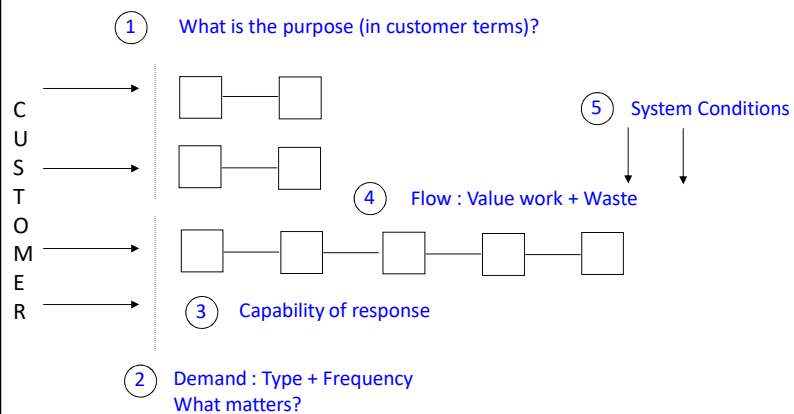 1 What is the purpose (in customer terms)?
C
U
S
T
O
M
E
R
5 System Conditions
4 Flow : Value work + Waste
3 Capability of response
2 Demand : Type + Frequency
What matters?